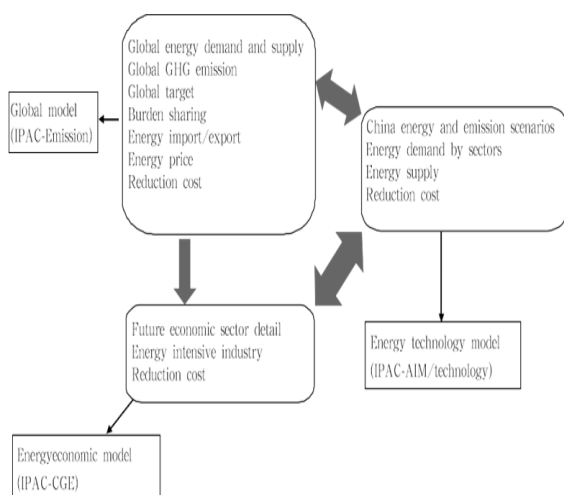 Global energy demand and supply
Global GHG emission
Global target
Burden sharing
Energy import/export
Energy price
Reduction cost
Global model
(IPAC-Emission)
China energy and emission scenarios
Energy demand by sectors
Energy supply
Reduction cost
Future economic sector detail
Energy intensive industry
Reduction cost
Energy technology model
(IPAC-AIM/technology)
Energyeconomic model
(IPAC-CGE)